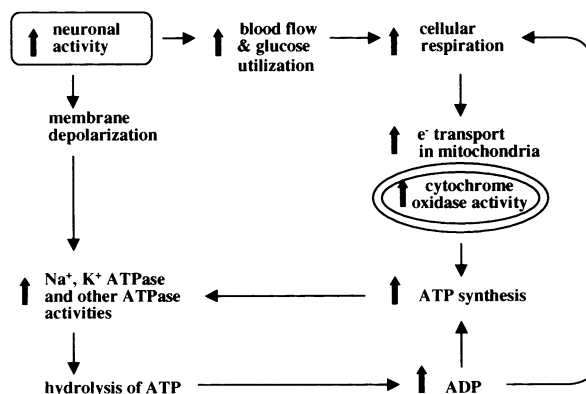 neuronal
activity
blood flow
& glucose
utilization
cellular
respiration
membrane
depolarization
e⁻ transport
in mitochondria
cytochrome
oxidase activity
Na⁺, K⁺ ATPase
and other ATPase
activities
ATP synthesis
hydrolysis of ATP
ADP